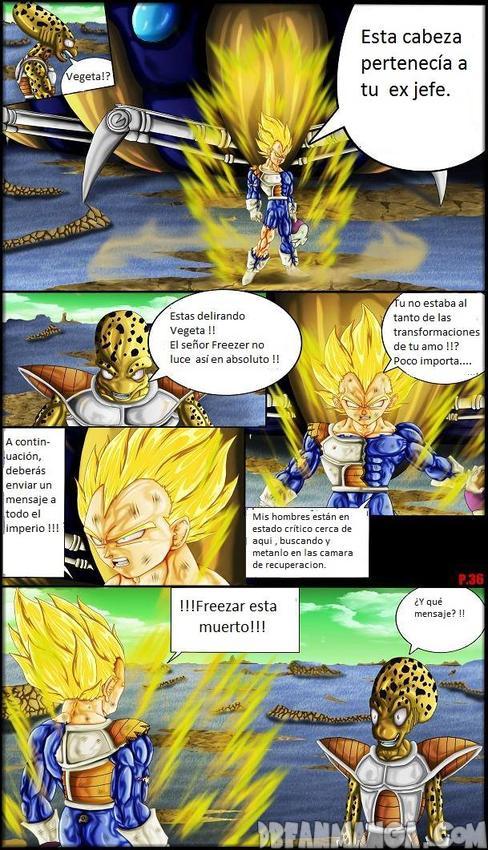 Vegeta!?
Esta cabeza
pertenecía a
tu ex jefe.
Estas delirando
Vegeta !!
El señor Freezer no
luce así en absoluto !!
Tu no estaba al
tanto de las
transformaciones
de tu amo !!?
Poco importa....
Mis hombres están en
estado crítico cerca de
aqui , buscando y
metanlo en las camara
de recuperacion.
A contin-
uación,
deberás
enviar un
mensaje a
todo el
imperio !!!
P.36
¿Y qué
mensaje? !!
!!!Freezar esta
muerto!!!
DBFANMANGA.COM